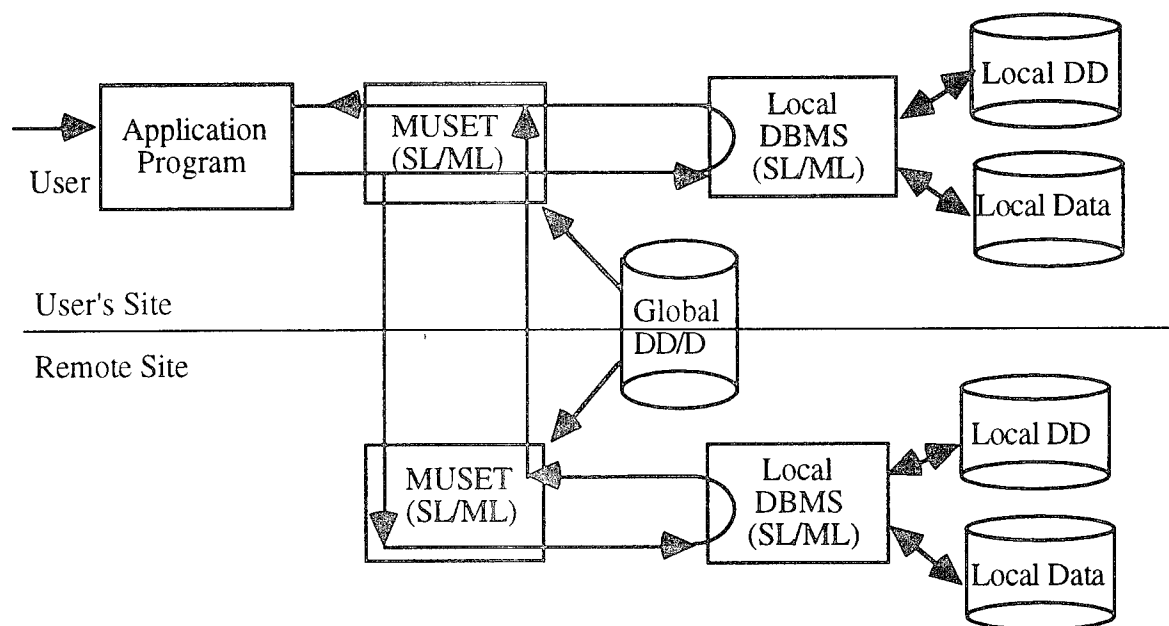 Local DD
Local
DBMS
(SL/ML)
MUSET
(SL/ML)
Application
Program
User
Local Data
Global
DD/D
User's Site
Remote Site
Local DD
MUSET
(SL/ML)
Local
DBMS
(SL/ML)
Local Data